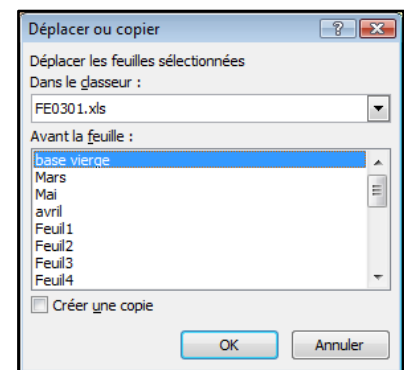 Déplacer ou copier
Déplacer les feuilles sélectionnées
Dans le classeur :
FE0301.xls
Avant la feuille :
base vierge
Mars
Mai
avril
Feuil1
Feuil2
Feuil3
Feuil4
Créer une copie
OK Annuler